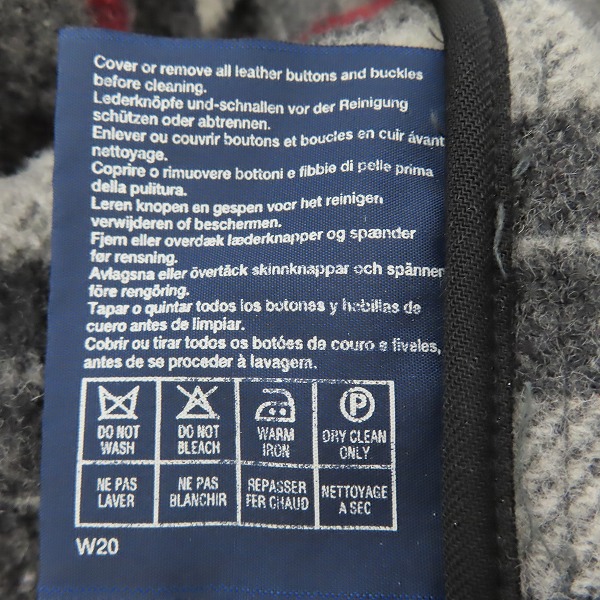 Cover or remove all leather buttons and buckles
before cleaning.
Lederknöpfe und-schnallen vor der Reinigung
schützen oder abtrennen.
Enlever ou couvrir boutons et boucles en cuir ávant
nettoyage.
Coprire o rimuovere bottoni e fibbie di pelle prima
della pulitura.
Leren knopen en gespen voor het reinigen
verwijderen of beschermen.
Fjern eller overdæk læderknapper og spænder
før rensning.
Avlagsna eller övertäck skinnknappar och spännen
före rengöring.
Tapar o quintar todos los botones y habillas de
cuero antes de limpiar.
Cobrir ou tirar todos os botões de couro e fiveles,
antes de se proceder à lavagem.
DO NOT
WASH
DO NOT
BLEACH
WARM
IRON
P
DRY CLEAN
ONLY
NE PAS
LAVER
NE PAS
BLANCHIR
REPASSER
FER CHAUD
NETTOYAGE
A SEC
W20